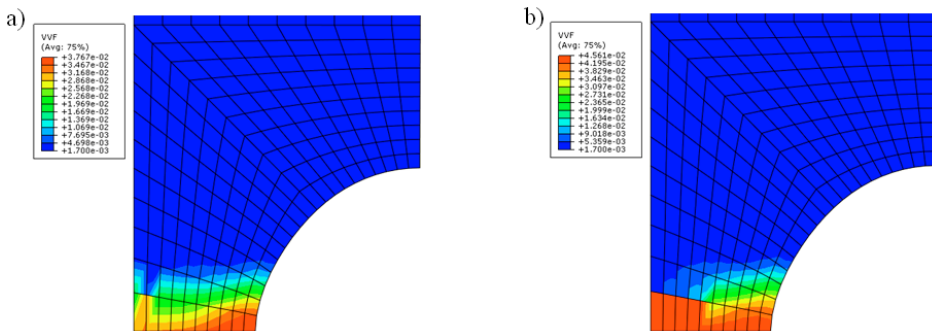 a)
VVF
(Avg: 75%)
+3.767e-02
+3.467e-02
+3.168e-02
+2.868e-02
+2.568e-02
+2.268e-02
+1.969e-02
+1.669e-02
+1.369e-02
+1.069e-02
+7.695e-03
+4.698e-03
+1.700e-03
b)
VVF
(Avg: 75%)
+4.561e-02
+4.195e-02
+3.829e-02
+3.463e-02
+3.097e-02
+2.731e-02
+2.365e-02
+1.999e-02
+1.634e-02
+1.268e-02
+9.018e-03
+5.359e-03
+1.700e-03